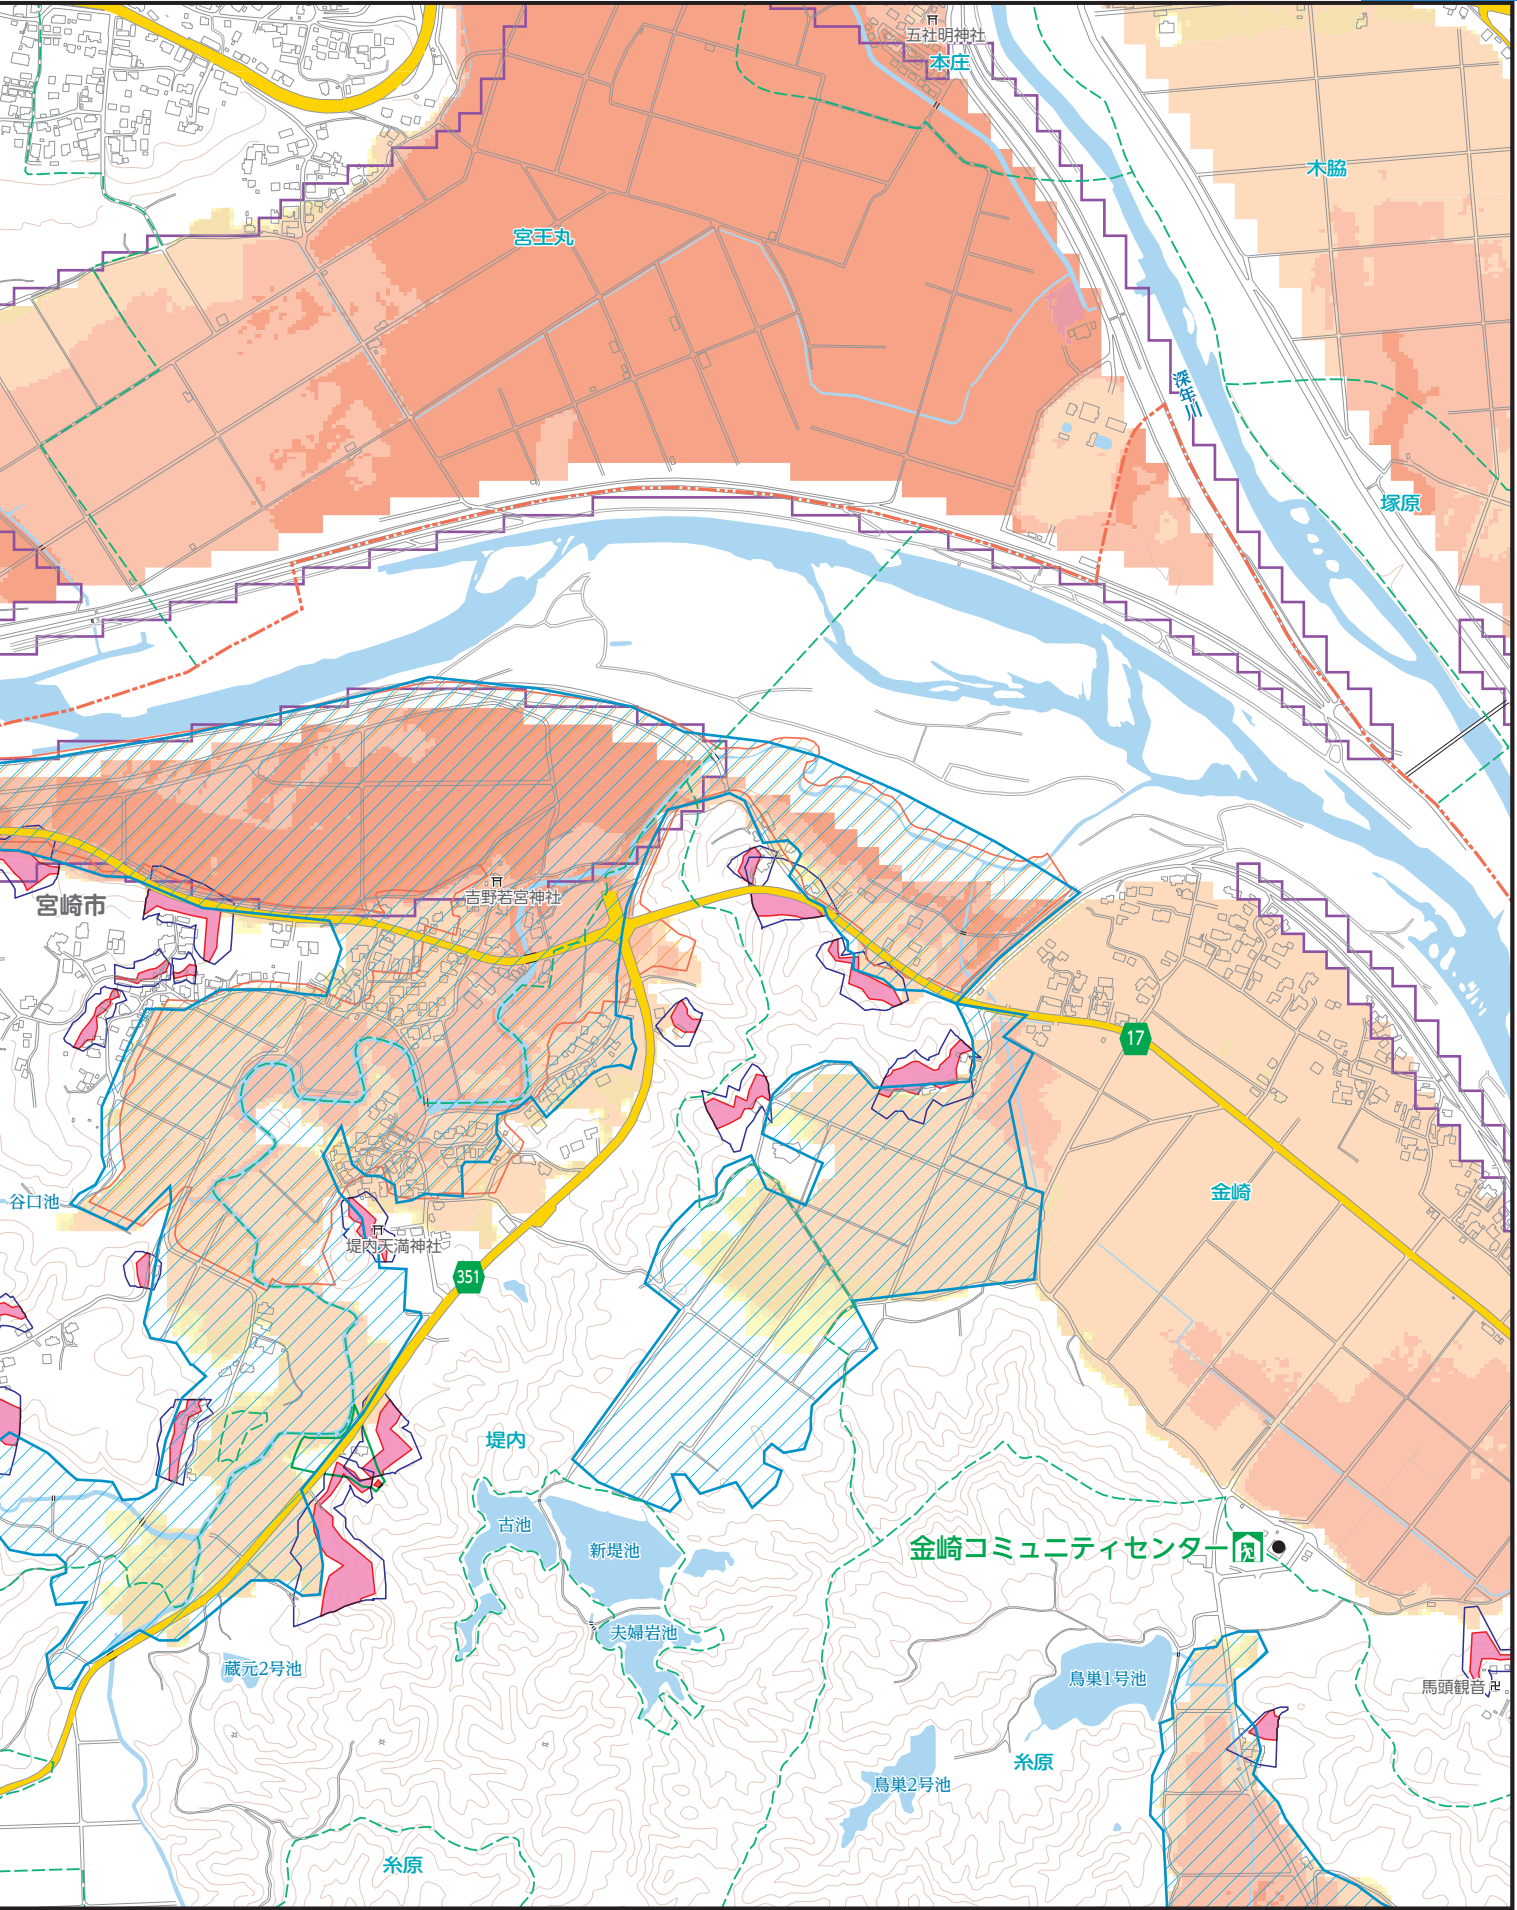 五社明神社
本庄
木脇
宮王丸
深年川
塚原
吉野若宮神社
宮崎市
17
谷口池
金崎
堤内天満神社
351
堤内
古池
新堤池
金崎コミュニティセンター
夫婦岩池
蔵元2号池
鳥巣1号池
馬頭観音
糸原
鳥巣2号池
糸原